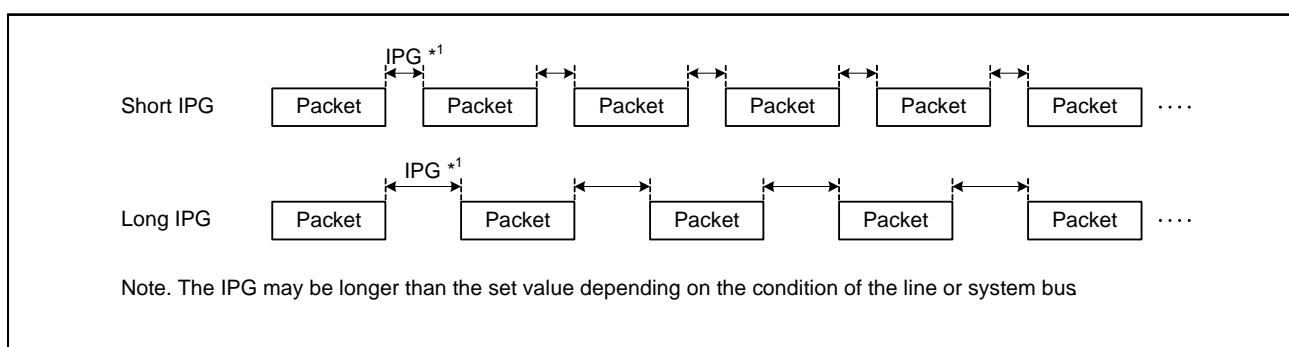 IPG *1
Short IPG Packet Packet Packet Packet Packet Packet ....
IPG *1
Long IPG Packet Packet Packet Packet Packet ....
Note. The IPG may be longer than the set value depending on the condition of the line or system bus.